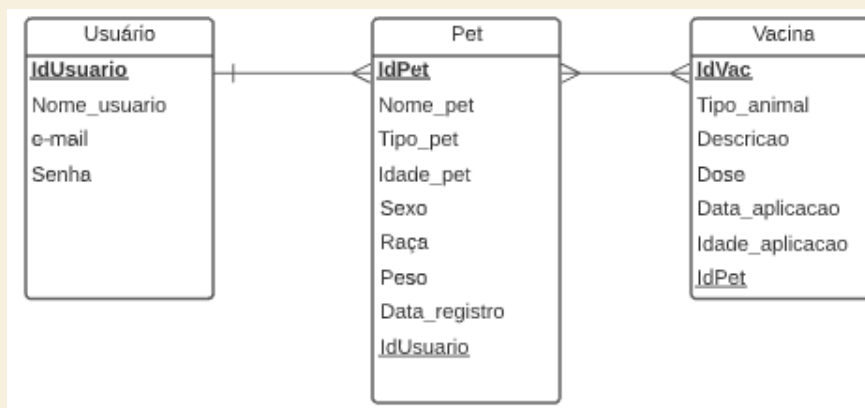 Usuário
IdUsuario
Nome_usuario
e-mail
Senha
Pet
IdPet
Nome_pet
Tipo_pet
Idade_pet
Sexo
Raça
Peso
Data_registro
IdUsuario
Vacina
IdVac
Tipo_animal
Descricao
Dose
Data_aplicacao
Idade_aplicacao
IdPet